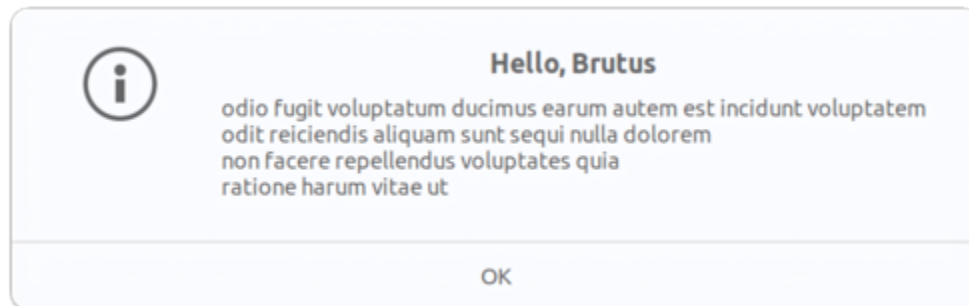 Hello, Brutus
odio fugit voluptatum ducimus earum autem est incidunt voluptatem
odit reiciendis aliquam sunt sequi nulla dolorem
non facere repellendus voluptates quia
ratione harum vitae ut
OK